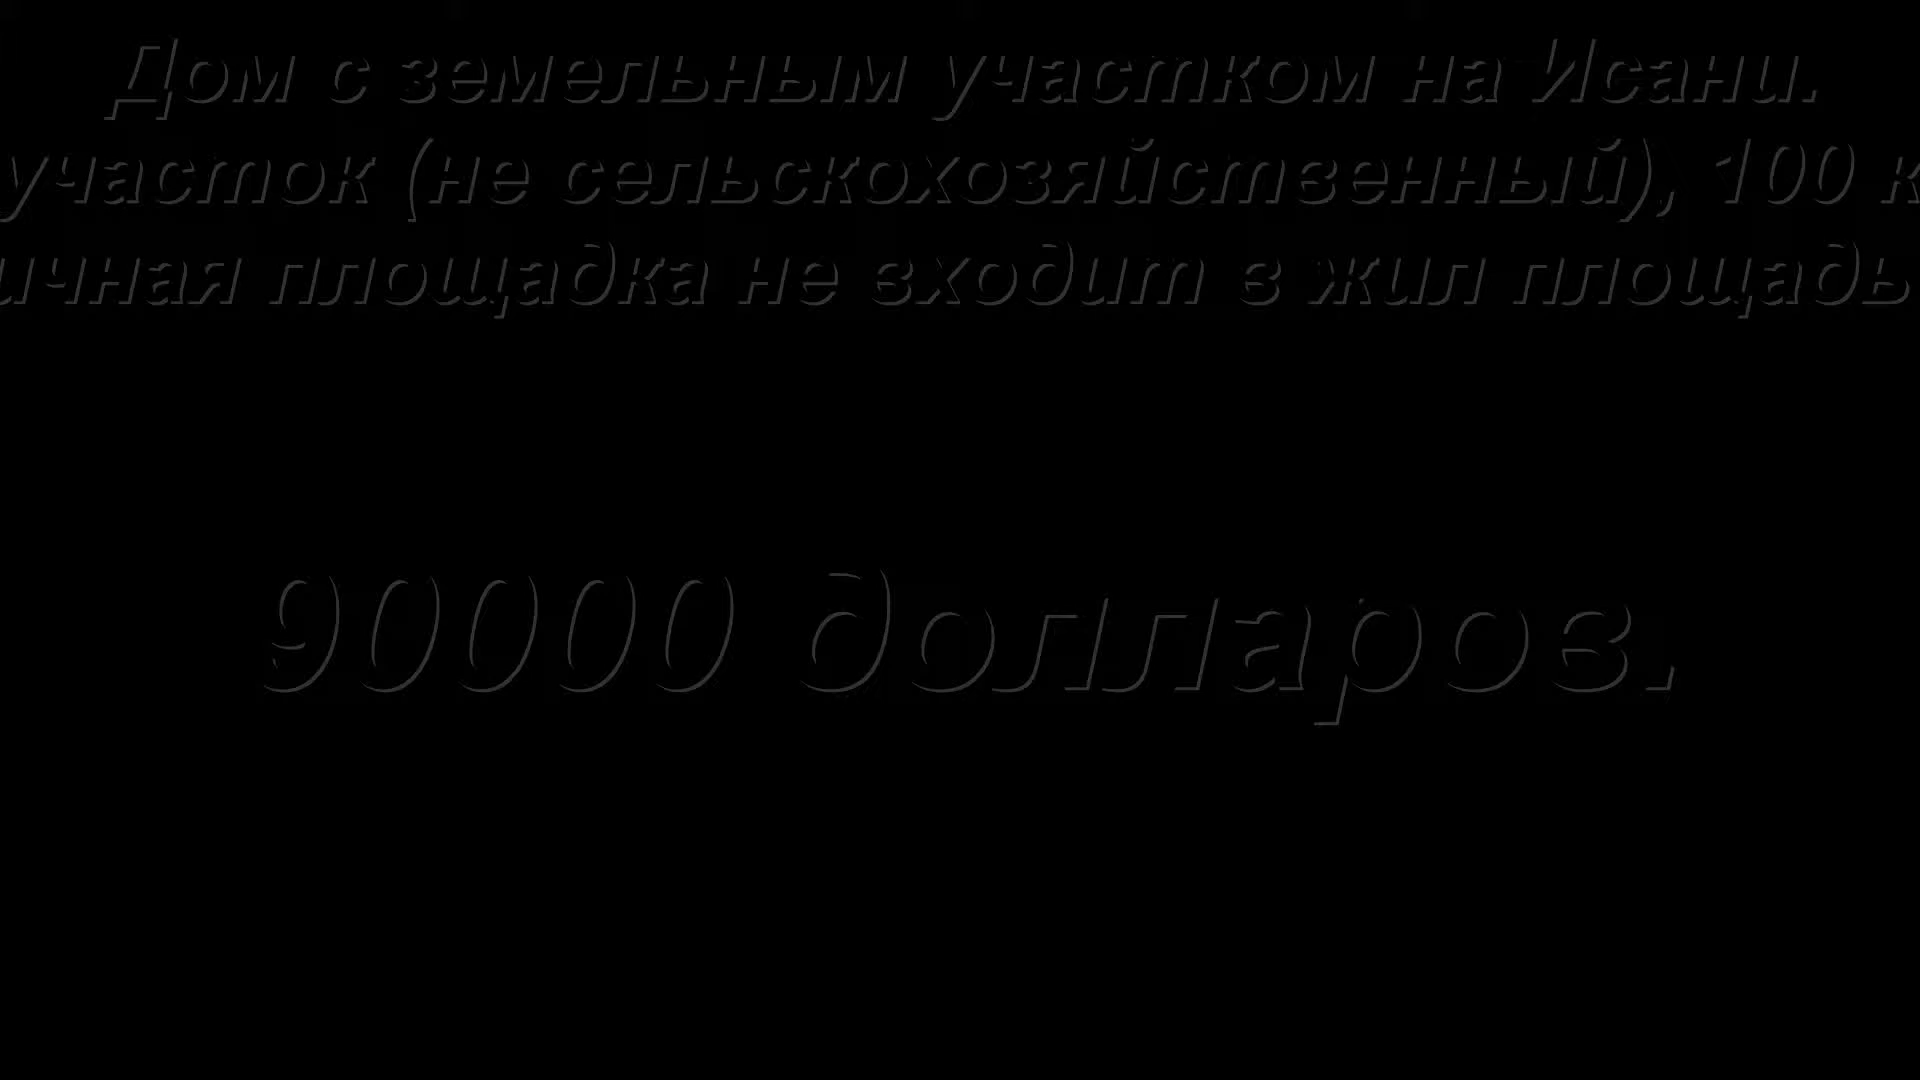 Дом с земельным участком на Исани.
участок (не сельскохозяйственный), 100 к
ичная площадка не входит в жил площадь
90000 долларов.